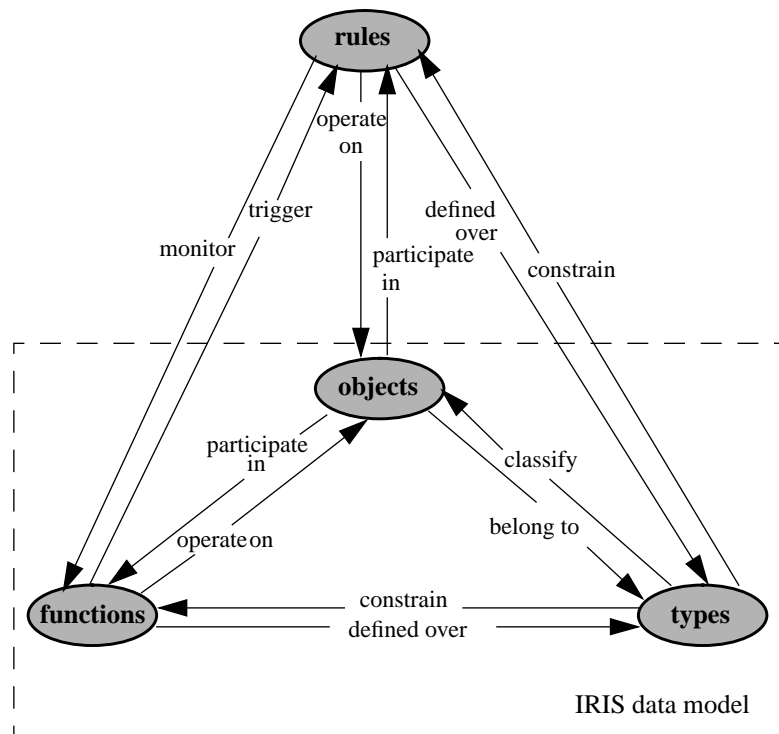 rules
operate
on
trigger
defined
over
monitor
participate
in
constrain
objects
participate
in
classify
operate on
belong to
functions
constrain
defined over
types
IRIS data model